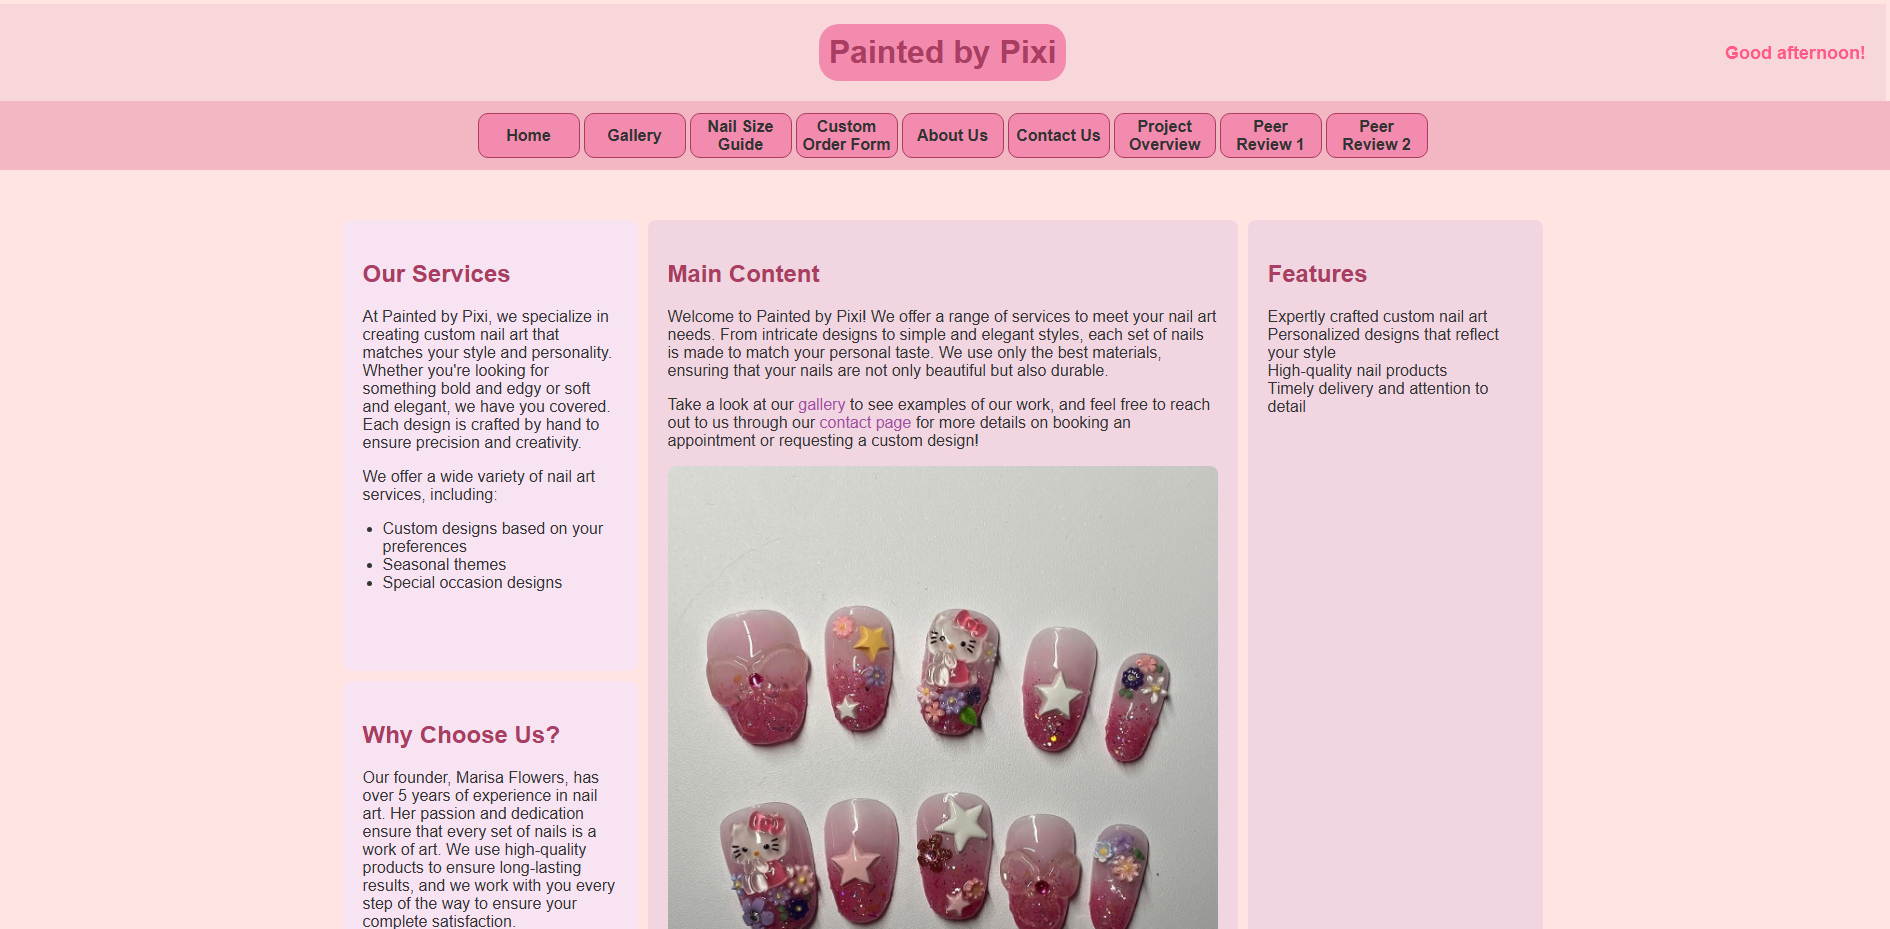 Painted by Pixi
Good afternoon!
Home
Gallery
Nail Size
Guide
Custom
Order Form
About Us
Contact Us
Project
Overview
Peer
Review 1
Peer
Review 2
Our Services
At Painted by Pixi, we specialize in
creating custom nail art that
matches your style and personality.
Whether you're looking for
something bold and edgy or soft
and elegant, we have you covered.
Each design is crafted by hand to
ensure precision and creativity.
We offer a wide variety of nail art
services, including:
• Custom designs based on your
preferences
• Seasonal themes
• Special occasion designs
Why Choose Us?
Our founder, Marisa Flowers, has
over 5 years of experience in nail
art. Her passion and dedication
ensure that every set of nails is a
work of art. We use high-quality
products to ensure long-lasting
results, and we work with you every
step of the way to ensure your
complete satisfaction.
Main Content
Welcome to Painted by Pixi! We offer a range of services to meet your nail art
needs. From intricate designs to simple and elegant styles, each set of nails
is made to match your personal taste. We use only the best materials,
ensuring that your nails are not only beautiful but also durable.
Take a look at our gallery to see examples of our work, and feel free to reach
out to us through our contact page for more details on booking an
appointment or requesting a custom design!
Features
Expertly crafted custom nail art
Personalized designs that reflect
your style
High-quality nail products
Timely delivery and attention to
detail